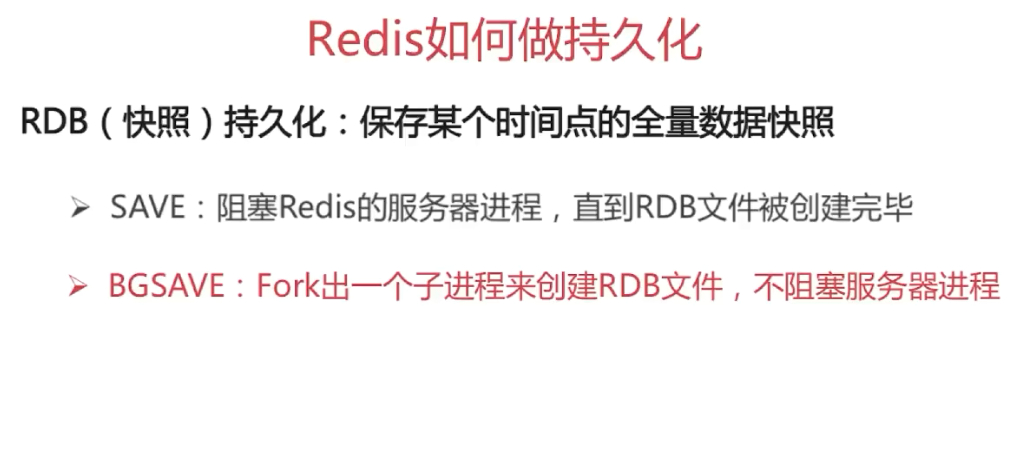 Redis如何做持久化
RDB（快照）持久化：保存某个时间点的全量数据快照
➢ SAVE：阻塞Redis的服务器进程，直到RDB文件被创建完毕
➢ BGSAVE：Fork出一个子进程来创建RDB文件，不阻塞服务器进程